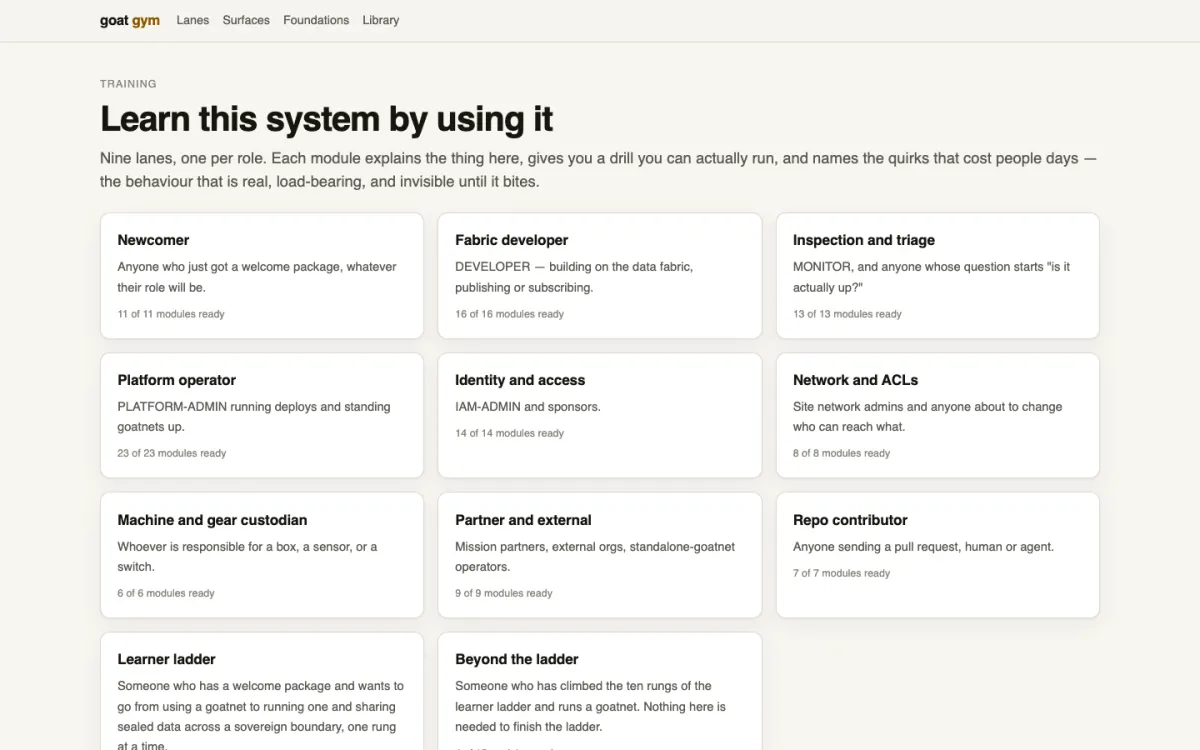 goat gym Lanes Surfaces Foundations Library
TRAINING
Learn this system by using it
Nine lanes, one per role. Each module explains the thing here, gives you a drill you can actually run, and names the quirks that cost people days —
the behaviour that is real, load-bearing, and invisible until it bites.
Newcomer
Anyone who just got a welcome package, whatever
their role will be.
11 of 11 modules ready
Fabric developer
DEVELOPER — building on the data fabric,
publishing or subscribing.
16 of 16 modules ready
Inspection and triage
MONITOR, and anyone whose question starts "is it
actually up?"
13 of 13 modules ready
Platform operator
PLATFORM-ADMIN running deploys and standing
goatnets up.
23 of 23 modules ready
Identity and access
IAM-ADMIN and sponsors.
14 of 14 modules ready
Network and ACLs
Site network admins and anyone about to change
who can reach what.
8 of 8 modules ready
Machine and gear custodian
Whoever is responsible for a box, a sensor, or a
switch.
6 of 6 modules ready
Partner and external
Mission partners, external orgs, standalone-goatnet
operators.
9 of 9 modules ready
Repo contributor
Anyone sending a pull request, human or agent.
7 of 7 modules ready
Learner ladder
Someone who has a welcome package and wants to
go from using a goatnet to running one and sharing
sealed data across a sovereign boundary, one rung
at a time.
Beyond the ladder
Someone who has climbed the ten rungs of the
learner ladder and runs a goatnet. Nothing here is
needed to finish the ladder.